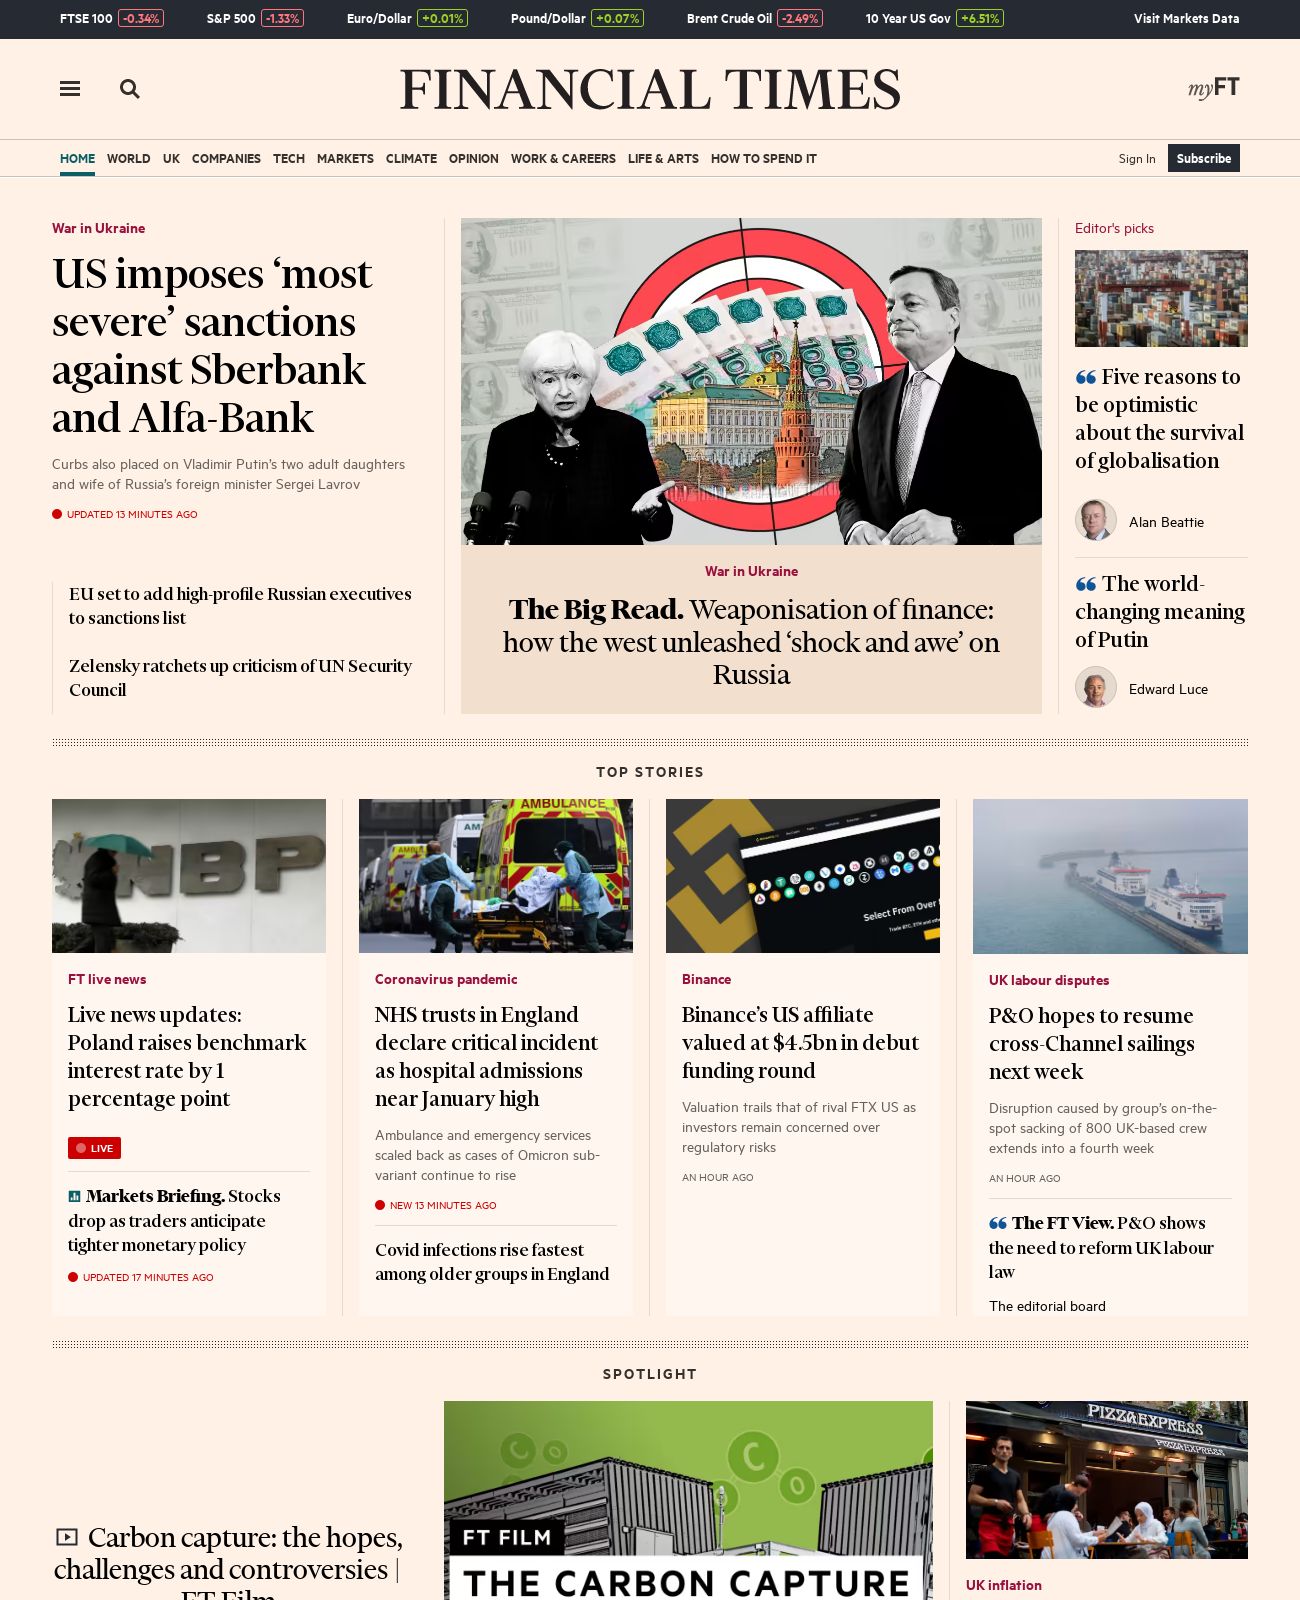 FTSE 100 -0.34% S&P 500 -1.33% Euro/Dollar +0.01% Pound/Dollar +0.07% Brent Crude Oil -2.49% 10 Year US Gov +6.51% Visit Markets Data
FINANCIAL TIMES
myFT
HOME WORLD UK COMPANIES TECH MARKETS CLIMATE OPINION WORK & CAREERS LIFE & ARTS HOW TO SPEND IT Sign In Subscribe
War in Ukraine
US imposes ‘most
severe’ sanctions
against Sberbank
and Alfa-Bank
Curbs also placed on Vladimir Putin’s two adult daughters
and wife of Russia’s foreign minister Sergei Lavrov
UPDATED 13 MINUTES AGO
EU set to add high-profile Russian executives
to sanctions list
Zelensky ratchets up criticism of UN Security
Council
War in Ukraine
The Big Read. Weaponisation of finance:
how the west unleashed ‘shock and awe’ on
Russia
Editor’s picks
Five reasons to
be optimistic
about the survival
of globalisation
Alan Beattie
The world-
changing meaning
of Putin
Edward Luce
TOP STORIES
NBP
FT live news
Live news updates:
Poland raises benchmark
interest rate by 1
percentage point
LIVE
Markets Briefing. Stocks
drop as traders anticipate
tighter monetary policy
UPDATED 17 MINUTES AGO
AMBULANCE
Coronavirus pandemic
NHS trusts in England
declare critical incident
as hospital admissions
near January high
Ambulance and emergency services
scaled back as cases of Omicron sub-
variant continue to rise
NEW 13 MINUTES AGO
Covid infections rise fastest
among older groups in England
Select From Over
Binance
Binance’s US affiliate
valued at $4.5bn in debut
funding round
Valuation trails that of rival FTX US as
investors remain concerned over
regulatory risks
AN HOUR AGO
UK labour disputes
P&O hopes to resume
cross-Channel sailings
next week
Disruption caused by group’s on-the-
spot sacking of 800 UK-based crew
extends into a fourth week
AN HOUR AGO
The FT View. P&O shows
the need to reform UK labour
law
The editorial board
SPOTLIGHT
Carbon capture: the hopes,
challenges and controversies |
FT Film
C O
C O
FT FILM
THE CARBON CAPTURE
PIZZAEXPRESS
PIZZAEXPRESS
UK inflation